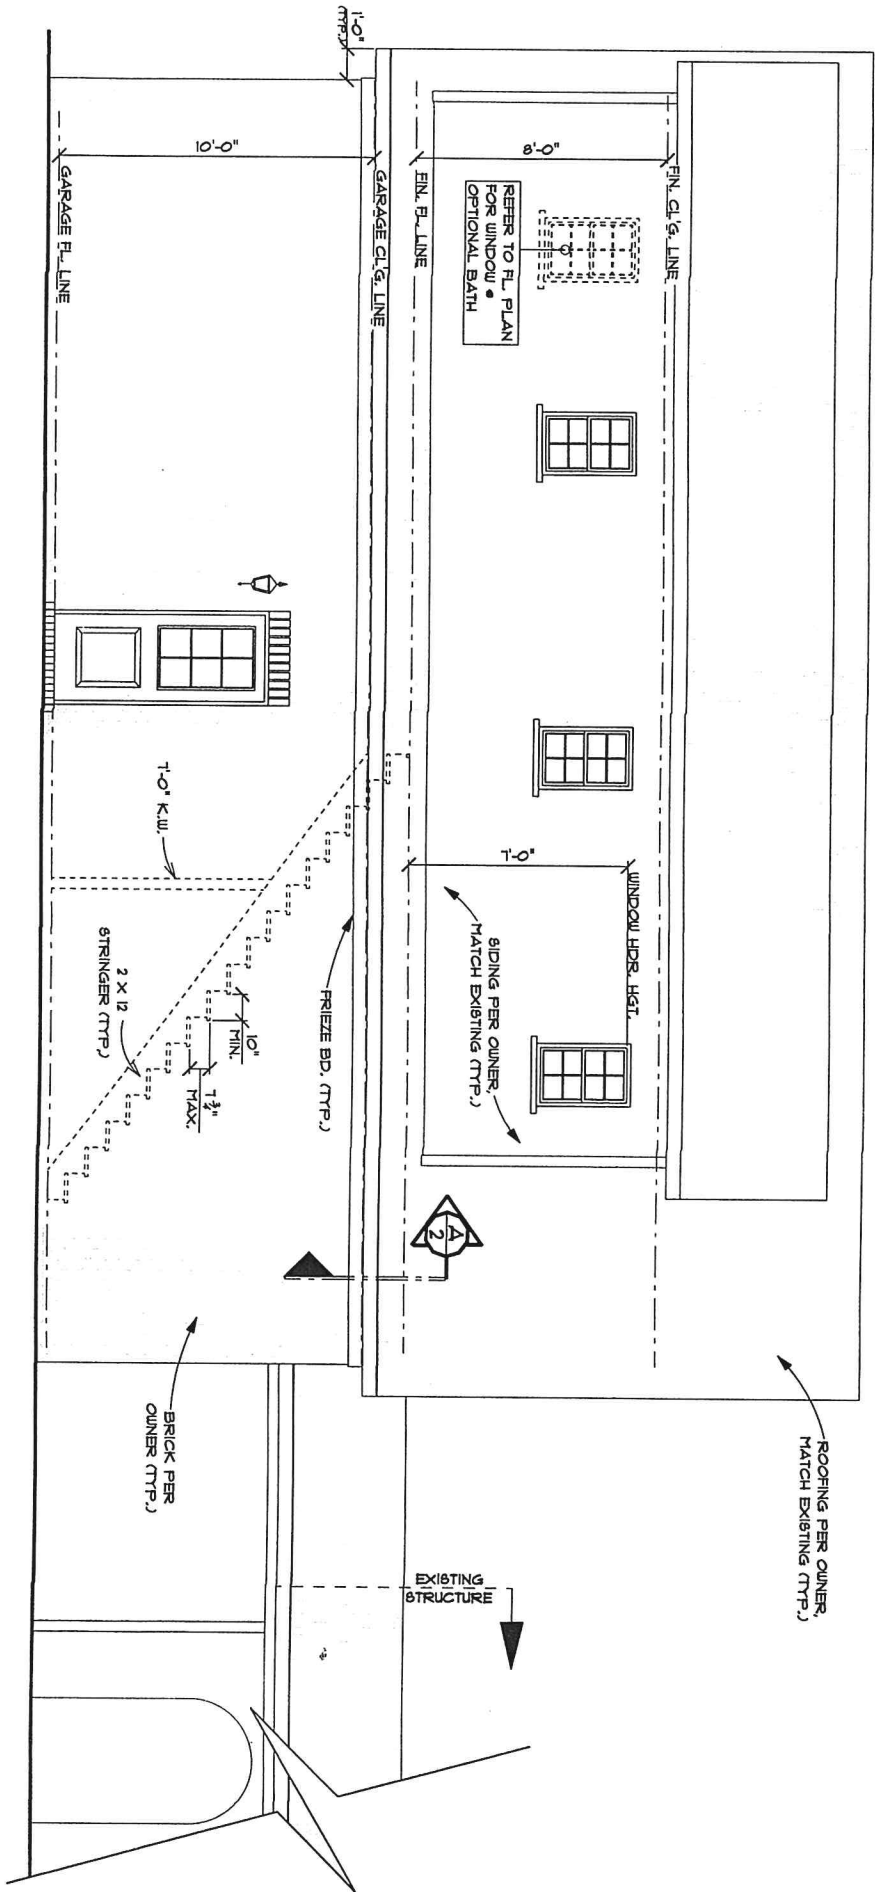 1'-0"
(TYP.)
10'-0"
GARAGE FL. LINE
GARAGE CL'G. LINE
8'-0"
FIN. FL. LINE
FIN. CL'G. LINE
REFER TO FL. PLAN
FOR WINDOW @
OPTIONAL BATH
7'-0" K.W.
2 X 12
STRINGER (TYP.)
10"
MIN.
7 3/4"
MAX.
FRIEZE BD. (TYP.)
7'-0"
WINDOW HDR. HGT.
SIDING PER OWNER,
MATCH EXISTING (TYP.)
A
2
BRICK PER
OWNER (TYP.)
ROOFING PER OWNER,
MATCH EXISTING (TYP.)
EXISTING
STRUCTURE